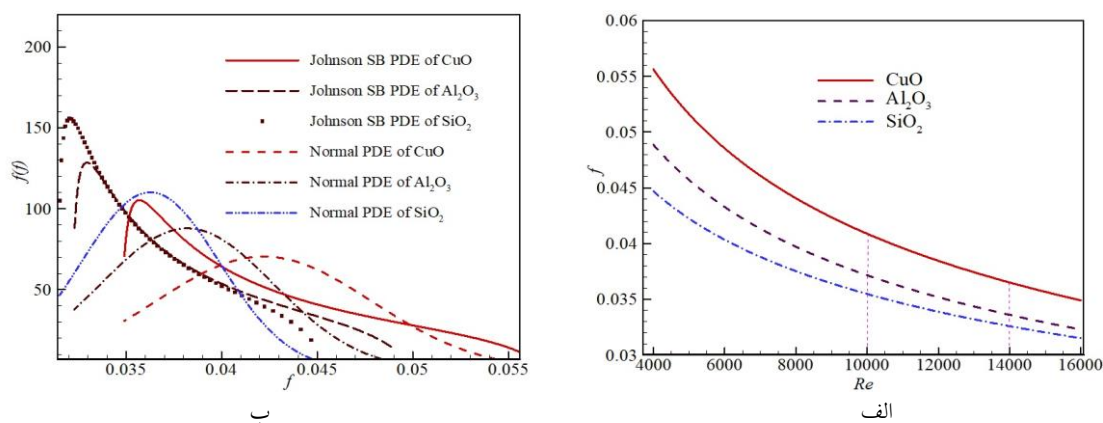 200
150
100
50
0.035
0.04
0.045
0.05
0.055
f(f)
f
Johnson SB PDE of CuO
Johnson SB PDE of Al₂O₃
Johnson SB PDE of SiO₂
Normal PDE of CuO
Normal PDE of Al₂O₃
Normal PDE of SiO₂
ب
0.06
0.055
0.05
0.045
0.04
0.035
0.03
4000 6000 8000 10000 12000 14000 16000
f
Re
CuO
Al₂O₃
SiO₂
الف